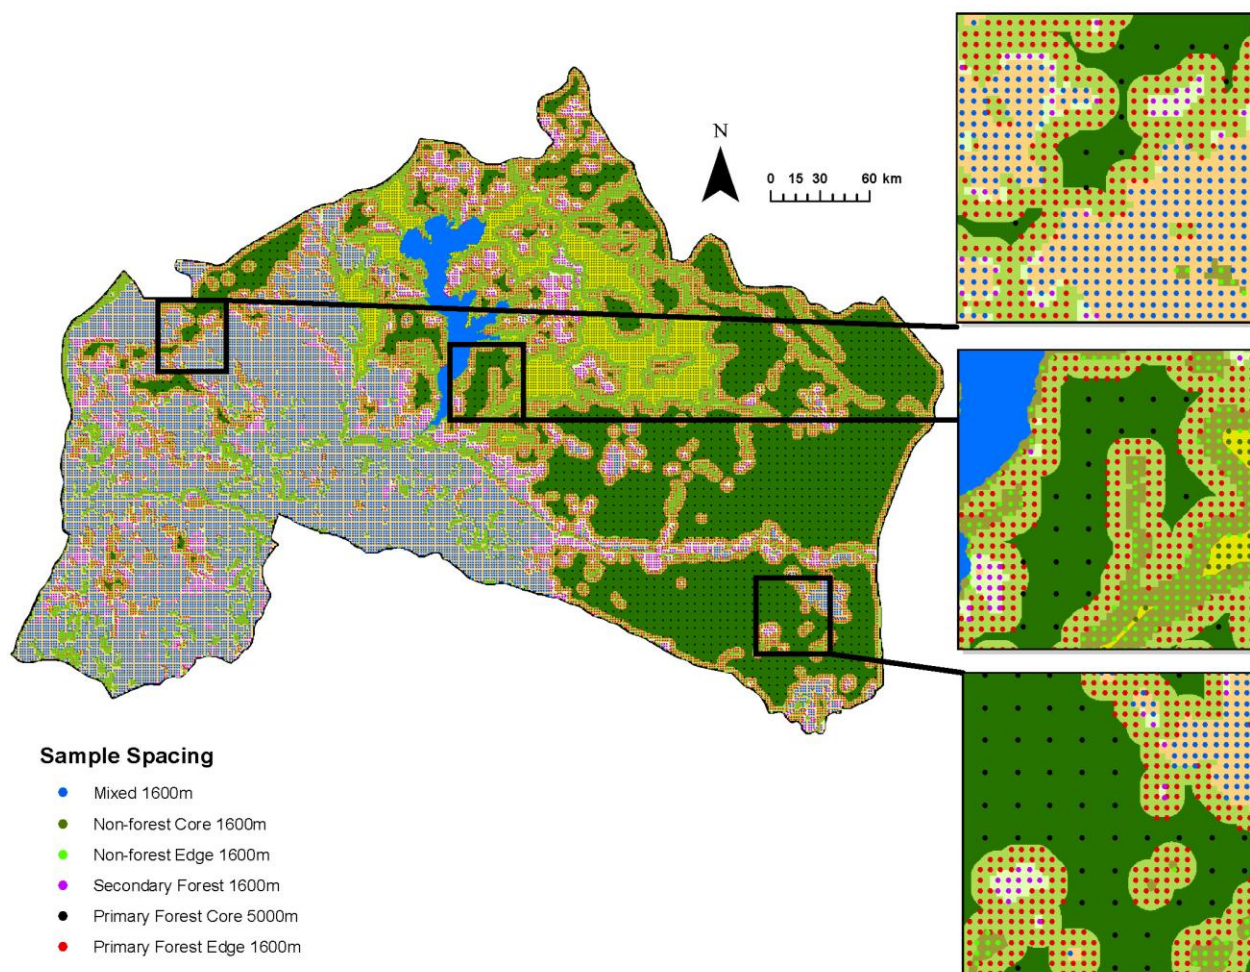 N
0 15 30 60 km
Sample Spacing
Mixed 1600m
Non-forest Core 1600m
Non-forest Edge 1600m
Secondary Forest 1600m
Primary Forest Core 5000m
Primary Forest Edge 1600m